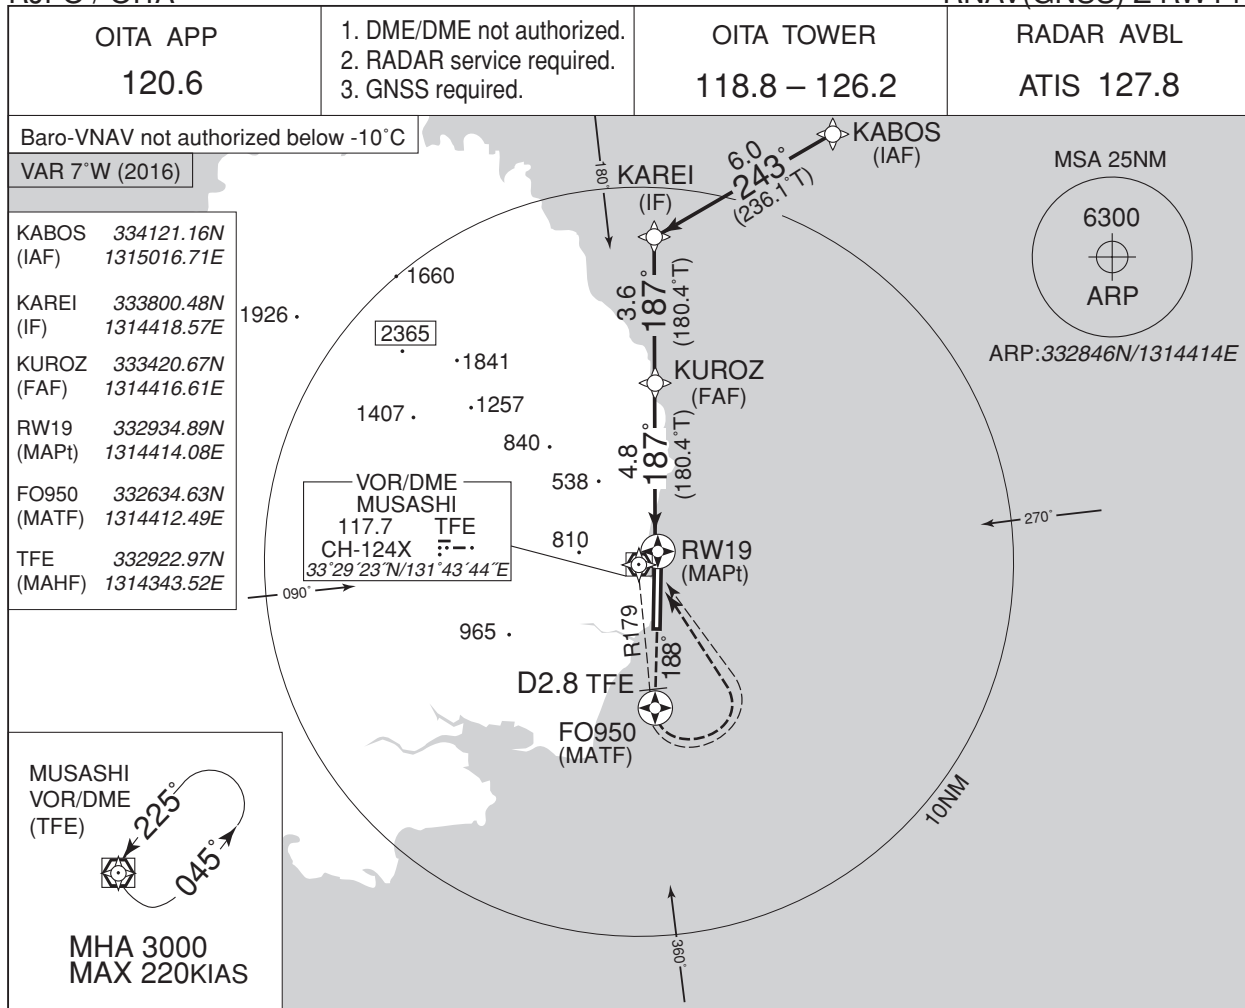 OITA APP
120.6
1. DME/DME not authorized.
2. RADAR service required.
3. GNSS required.
OITA TOWER
118.8 – 126.2
RADAR AVBL
ATIS 127.8
Baro-VNAV not authorized below -10˚C
VAR 7˚W (2016)
KABOS 334121.16N
(IAF) 1315016.71E
KAREI 333800.48N
(IF) 1314418.57E
KUROZ 333420.67N
(FAF) 1314416.61E
RW19 332934.89N
(MAPt) 1314414.08E
FO950 332634.63N
(MATF) 1314412.49E
TFE 332922.97N
(MAHF) 1314343.52E
180˚
KABOS
(IAF)
6.0
243˚
(236.1˚T)
KAREI
(IF)
MSA 25NM
6300
ARP
ARP:332846N/1314414E
3.6
187˚
(180.4˚T)
1660
1926
2365
1841
1407
1257
840
538
810
965
KUROZ
(FAF)
4.8
187˚
(180.4˚T)
VOR/DME
MUSASHI
117.7 TFE
CH-124X
33˚29´23˝N/131˚43´44˝E
RW19
(MAPt)
270˚
090˚
R179
188˚
D2.8 TFE
FO950
(MATF)
10NM
360˚
MUSASHI
VOR/DME
(TFE)
225˚
045˚
MHA 3000
MAX 220KIAS